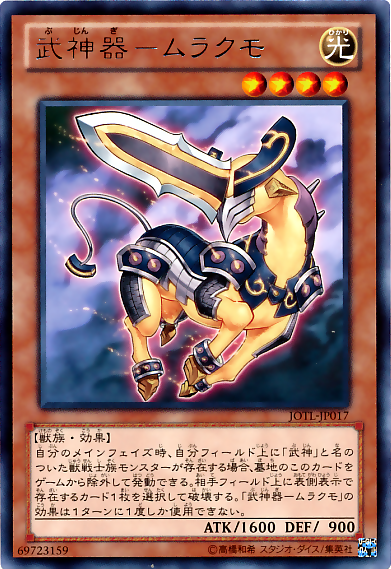 武神器－ムラクモ
光
JOTL-JP017
【獣族・効果】
自分のメインフェイズ時、自分フィールド上に「武神」と名の
ついた獣戦士族モンスターが存在する場合、墓地のこのカードを
ゲームから除外して発動できる。相手フィールド上に表側表示で
存在するカード１枚を選択して破壊する。「武神器－ムラクモ」の
効果は１ターンに１度しか使用できない。
ATK/1600 DEF/ 900
69723159
©高橋和希 スタジオ・ダイス/集英社